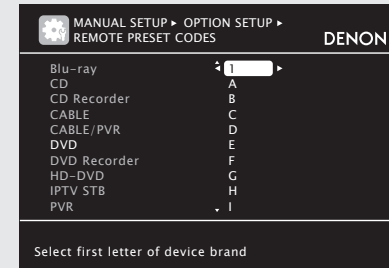 MANUAL SETUP ▸ OPTION SETUP ▸
REMOTE PRESET CODES
DENON
Blu-ray 1
CD A
CD Recorder B
CABLE C
CABLE/PVR D
DVD E
DVD Recorder F
HD-DVD G
IPTV STB H
PVR I
Select first letter of device brand